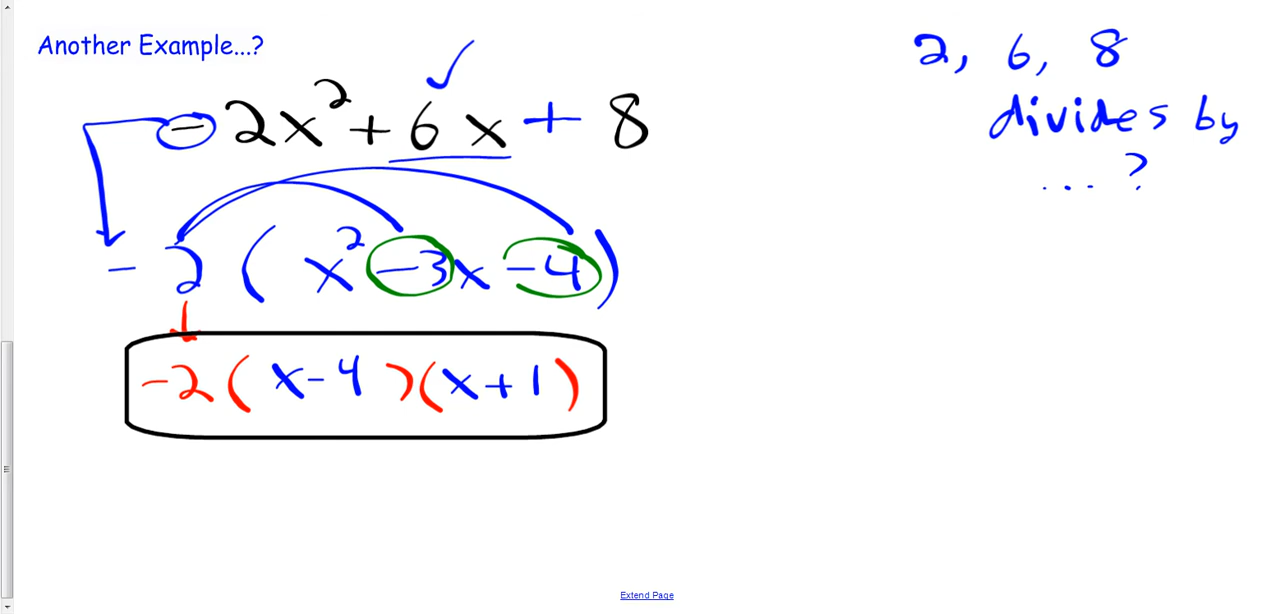 Another Example...?
2, 6, 8
divides by
...?
- 2x² + 6x + 8
- 2 ( x² - 3x - 4 )
-2 ( x - 4 )( x + 1 )
Extend Page